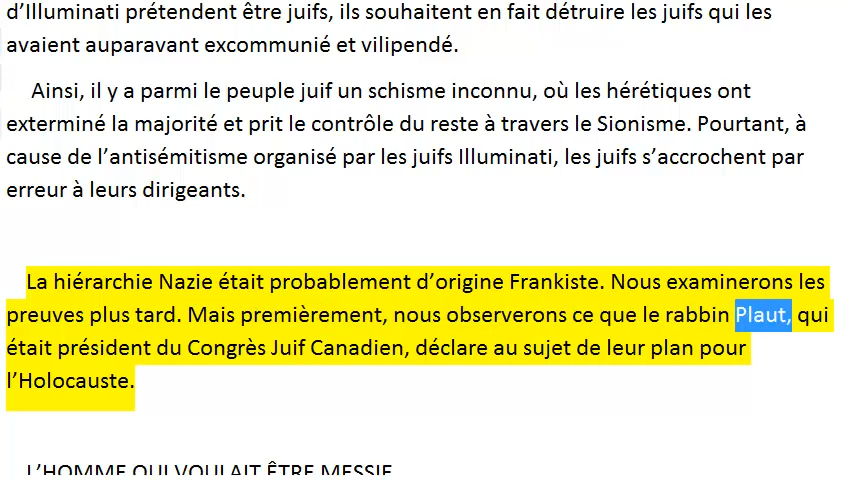 d’Illuminati prétendent être juifs, ils souhaitent en fait détruire les juifs qui les
avaient auparavant excommunié et vilipendé.
Ainsi, il y a parmi le peuple juif un schisme inconnu, où les hérétiques ont
exterminé la majorité et prit le contrôle du reste à travers le Sionisme. Pourtant, à
cause de l’antisémitisme organisé par les juifs Illuminati, les juifs s’accrochent par
erreur à leurs dirigeants.
La hiérarchie Nazie était probablement d’origine Frankiste. Nous examinerons les
preuves plus tard. Mais premièrement, nous observerons ce que le rabbin Plaut, qui
était président du Congrès Juif Canadien, déclare au sujet de leur plan pour
l’Holocauste.
L’HOMME QUI VOULAIT ÊTRE MESSIE